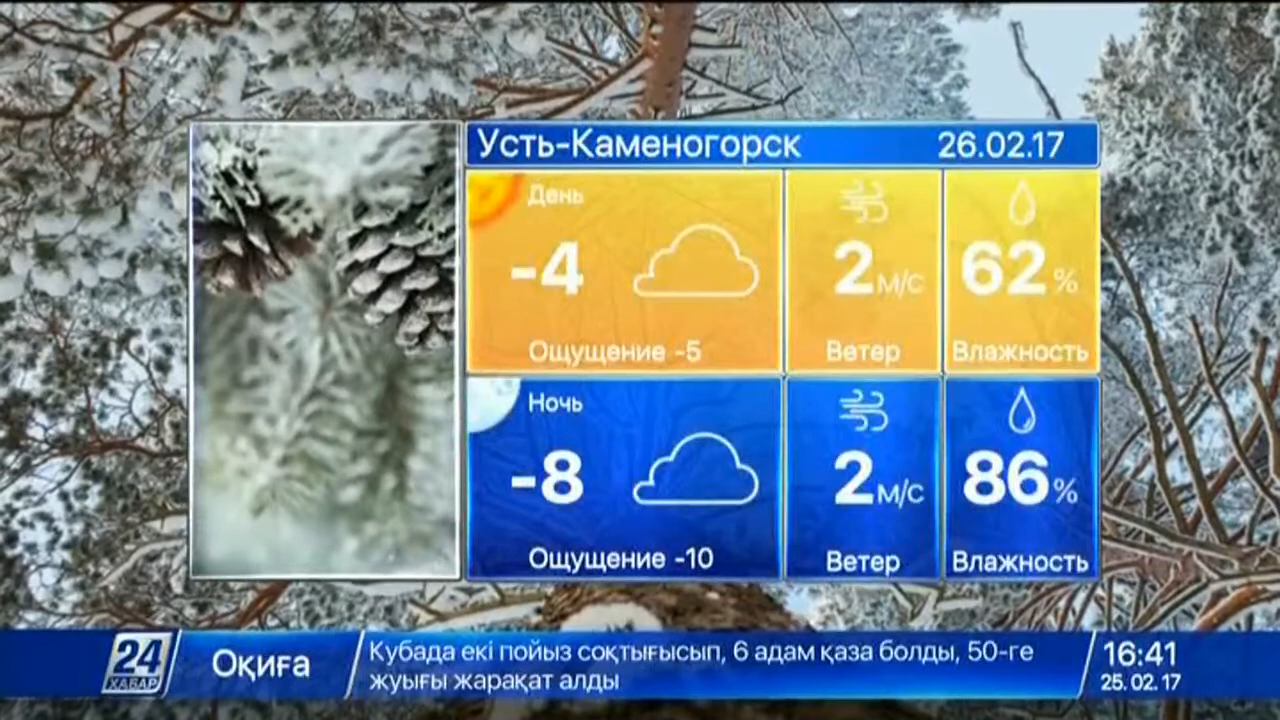 Усть-Каменогорск 26.02.17
День
-4 2 м/с 62 %
Ощущение -5 Ветер Влажность
Ночь
-8 2 м/с 86 %
Ощущение -10 Ветер Влажность
24 Оқиға Кубада екі пойыз соқтығысып, 6 адам қаза болды, 50-ге 16:41
ХАБАР жуығы жарақат алды 25. 02. 17